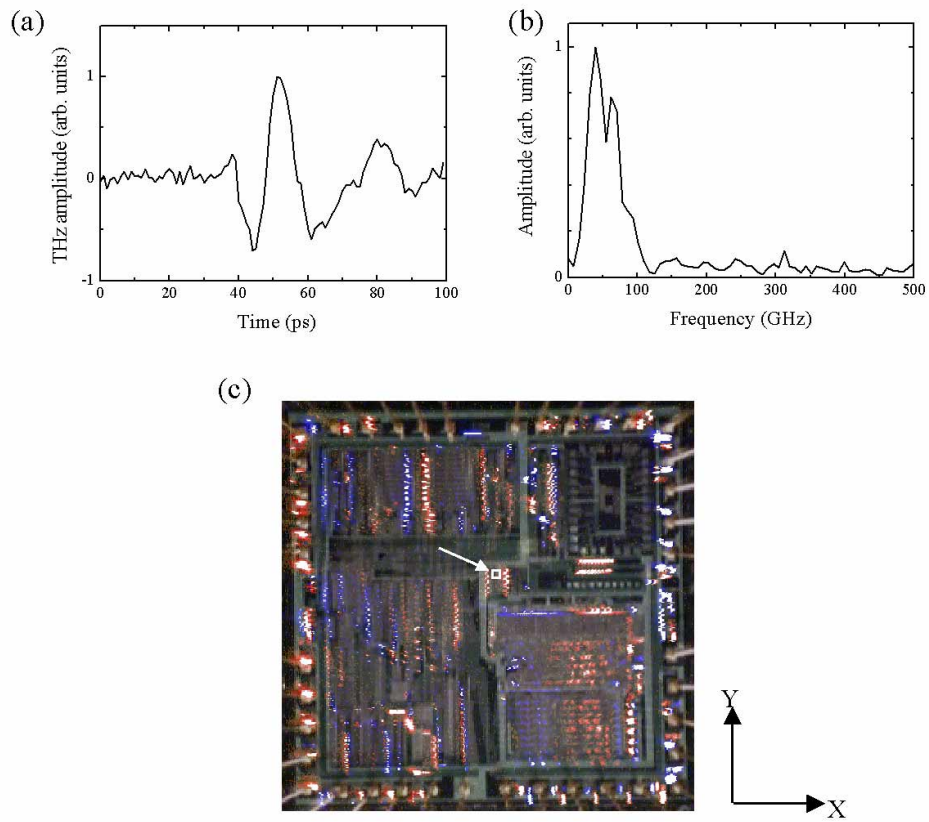 (a)
THz amplitude (arb. units)
1
0
-1
0
20
40
60
80
100
Time (ps)
(b)
Amplitude (arb. units)
1
0
0
100
200
300
400
500
Frequency (GHz)
(c)
Y
X